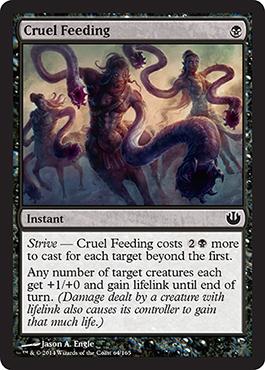 Cruel Feeding
Instant
Strive — Cruel Feeding costs 2 more
to cast for each target beyond the first.
Any number of target creatures each
get +1/+0 and gain lifelink until end
of turn. (Damage dealt by a creature with
lifelink also causes its controller to gain
that much life.)
Jason A. Engle
™ & © 2014 Wizards of the Coast 64/165